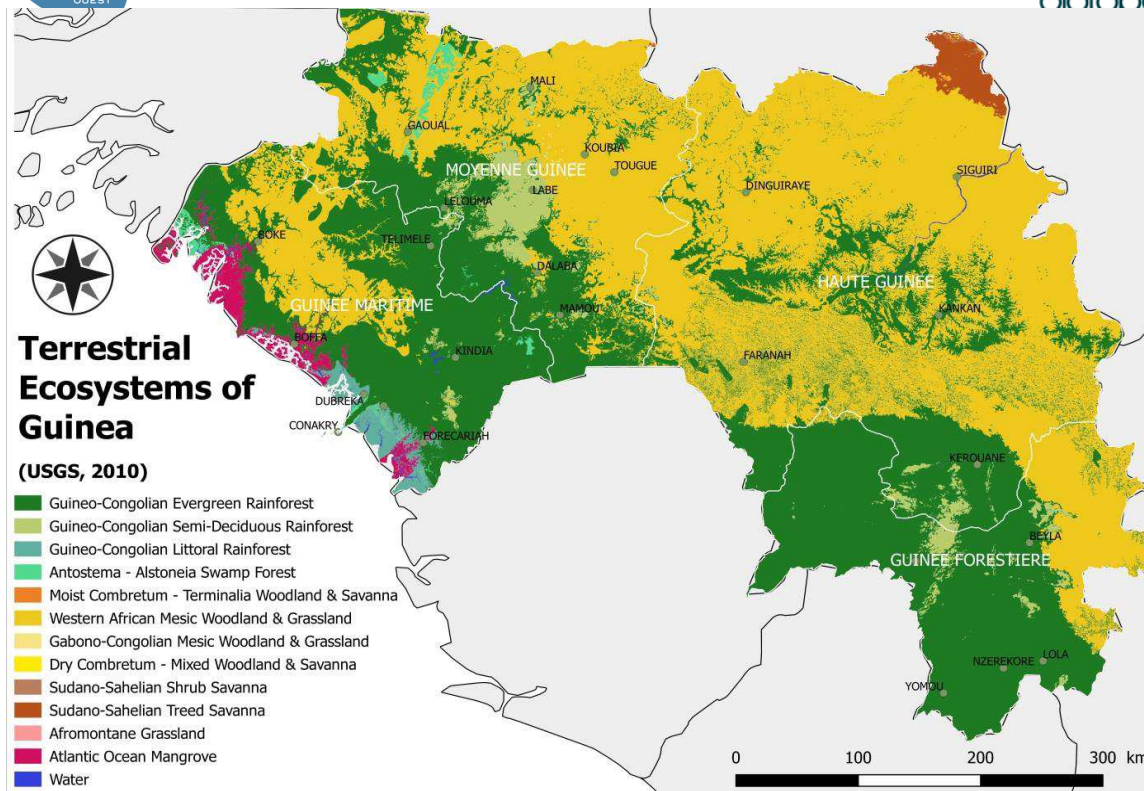 OUEST
MALI
GAOUAL
KOUBIA
MOYENNE GUINEE
TOUGUE
SIGUIRI
LABE
DINGUIRAYE
LELOUMA
BOKE
TELIMELE
DALABA
HAUTE GUINEE
GUINEE MARITIME
MAMOU
KANKAN
BOFFA
KINDIA
FARANAH
DUBREKA
CONAKRY
FORECARIAH
KEROUANE
BEYLA
GUINEE FORESTIERE
LOLA
NZEREKORE
YOMOU
Terrestrial
Ecosystems of
Guinea
(USGS, 2010)
Guineo-Congolian Evergreen Rainforest
Guineo-Congolian Semi-Deciduous Rainforest
Guineo-Congolian Littoral Rainforest
Antostema - Alstoneia Swamp Forest
Moist Combretum - Terminalia Woodland & Savanna
Western African Mesic Woodland & Grassland
Gabono-Congolian Mesic Woodland & Grassland
Dry Combretum - Mixed Woodland & Savanna
Sudano-Sahelian Shrub Savanna
Sudano-Sahelian Treed Savanna
Afromontane Grassland
Atlantic Ocean Mangrove
Water
0 100 200 300 km